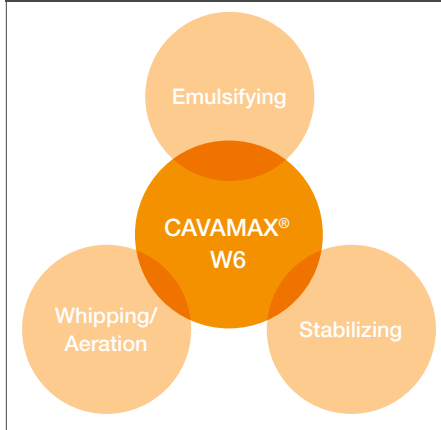 Emulsifying
CAVAMAX®
W6
Whipping/
Aeration
Stabilizing